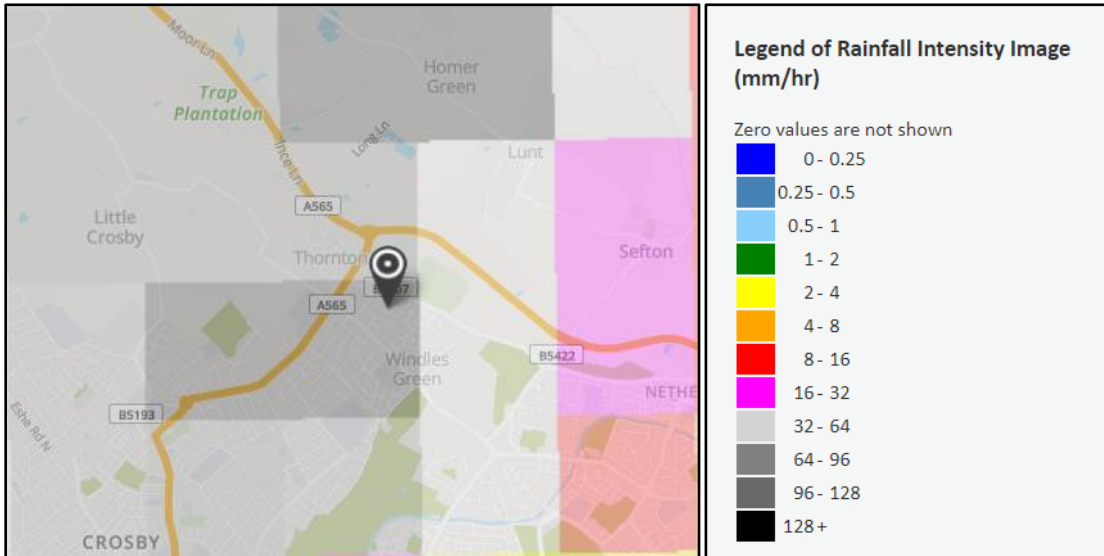 Moor Ln
Homer
Green
Trap
Plantation
Long Ln
Ince Ln
Lunt
A565
Little
Crosby
Sefton
Thornton
A565
Windles
Green
B5422
NETHE
B5193
Eshe Rd N
CROSBY
Legend of Rainfall Intensity Image
(mm/hr)
Zero values are not shown
0 - 0.25
0.25 - 0.5
0.5 - 1
1 - 2
2 - 4
4 - 8
8 - 16
16 - 32
32 - 64
64 - 96
96 - 128
128 +